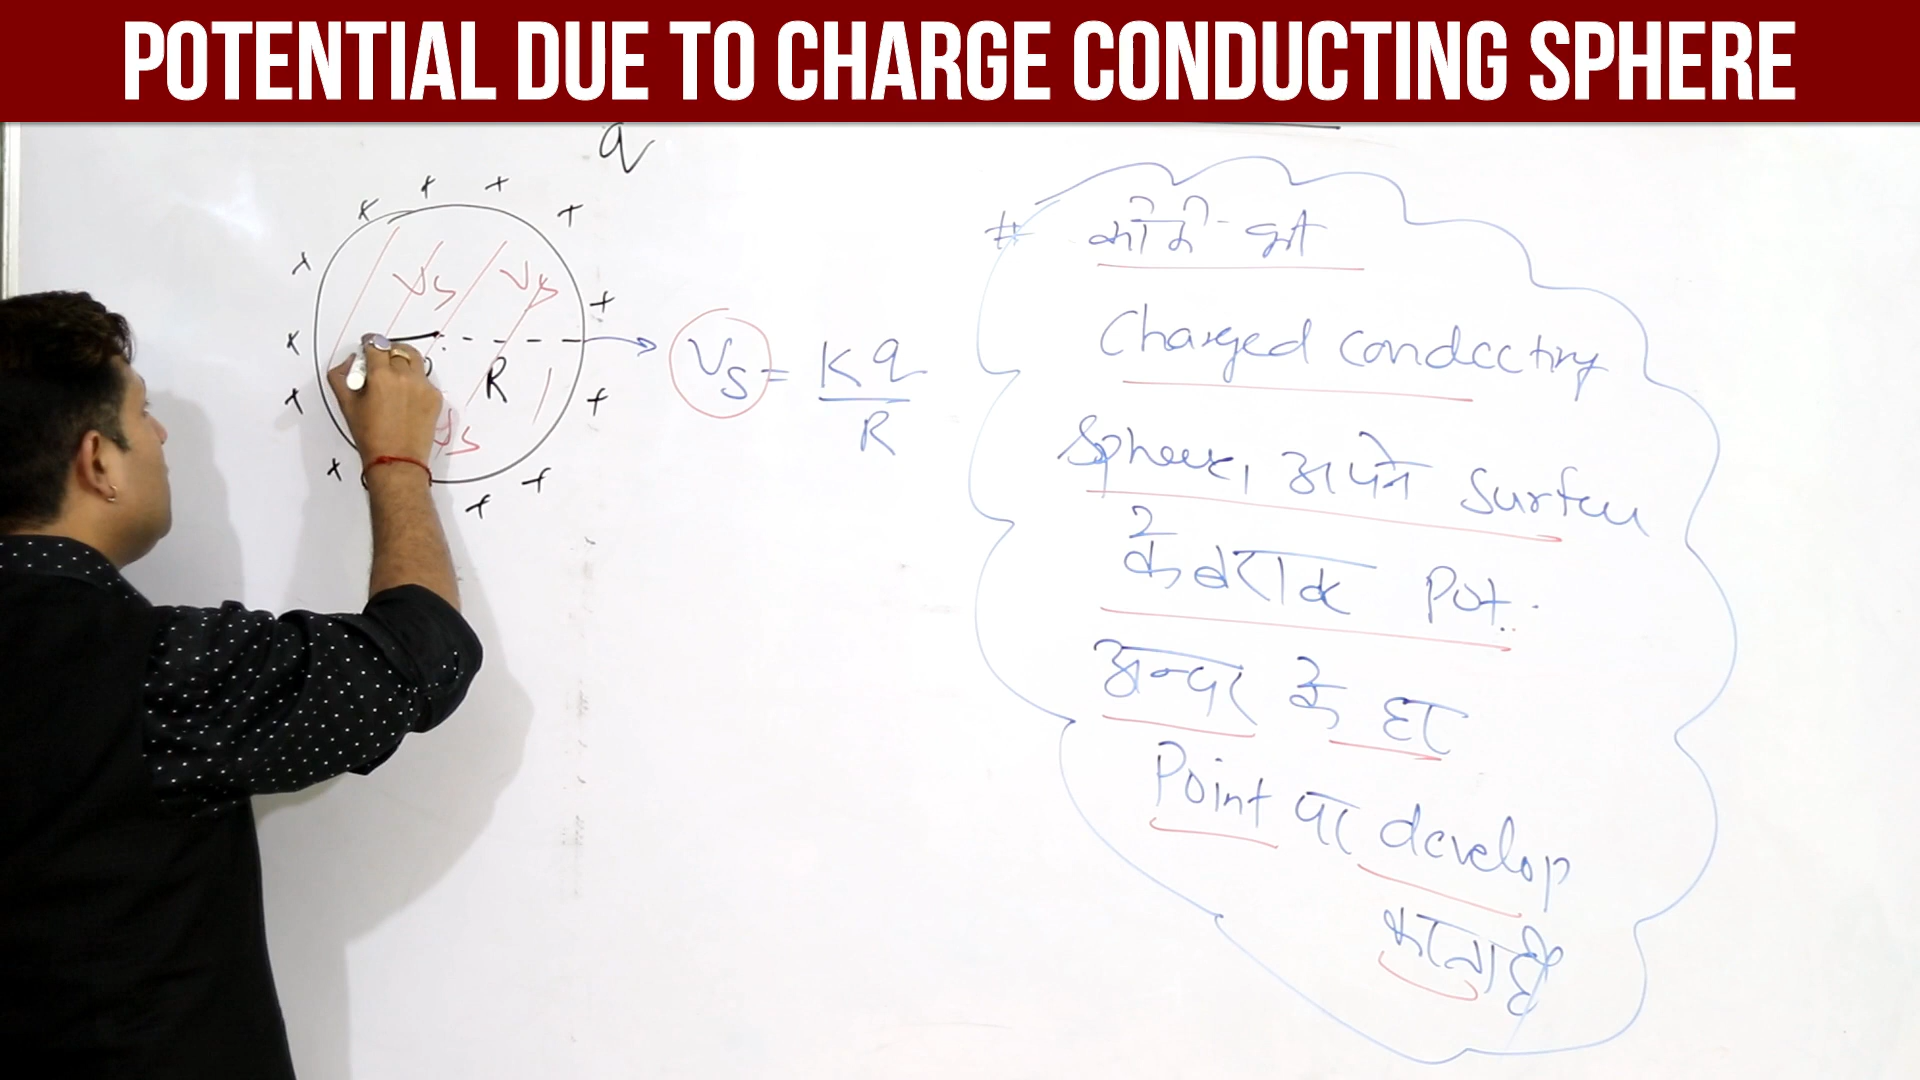 POTENTIAL DUE TO CHARGE CONDUCTING SPHERE
q
+ + + + + + + + + + + + +
Vs Vs
R
Vs
Vs = Kq
R
# कोई भी
Charged conducting
Sphere, अपने Surface
के बराबर Pot.
अन्दर के हर
Point पर develop
करता है